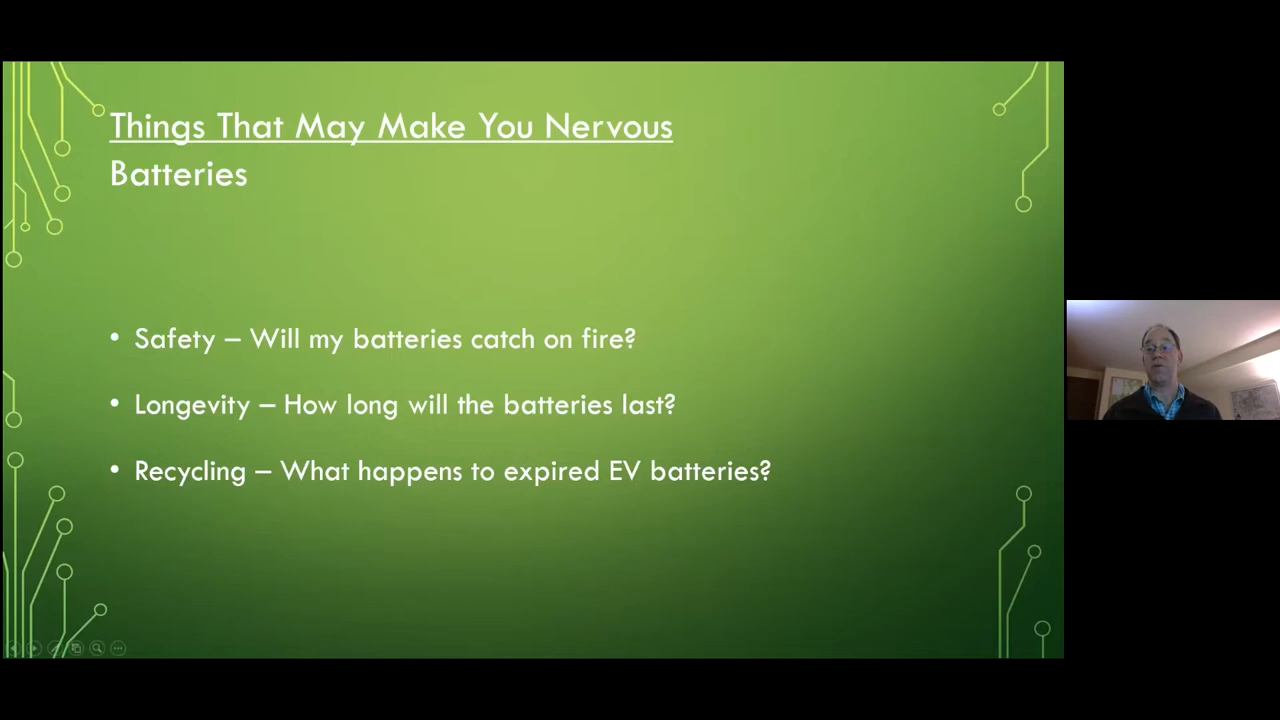 Things That May Make You Nervous
Batteries
• Safety – Will my batteries catch on fire?
• Longevity – How long will the batteries last?
• Recycling – What happens to expired EV batteries?